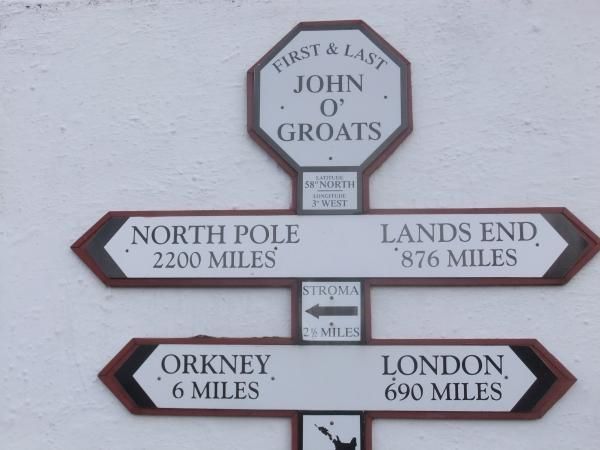 FIRST & LAST
JOHN
O'
GROATS
LATITUDE
58° NORTH
LONGITUDE
3° WEST
NORTH POLE
2200 MILES
LANDS END
876 MILES
STROMA
2½ MILES
ORKNEY
6 MILES
LONDON
690 MILES